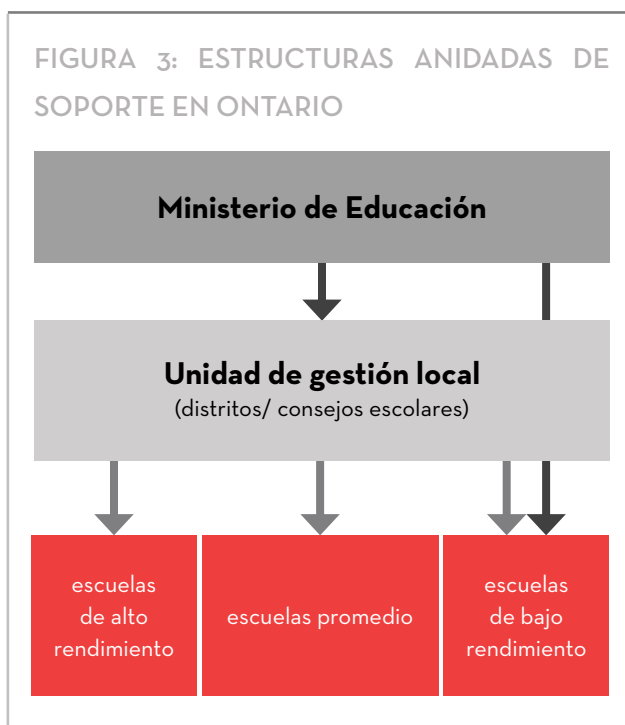 FIGURA 3: ESTRUCTURAS ANIDADAS DE
SOPORTE EN ONTARIO
Ministerio de Educación
Unidad de gestión local
(distritos/ consejos escolares)
escuelas
de alto
rendimiento
escuelas promedio
escuelas
de bajo
rendimiento